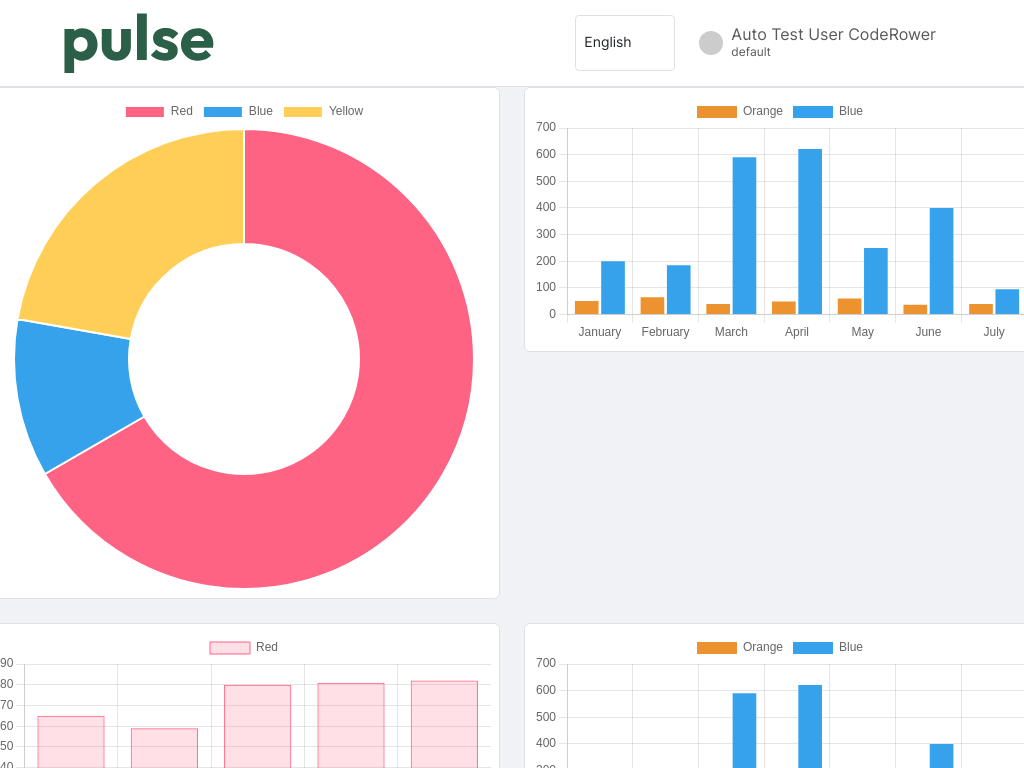 pulse
English
Auto Test User CodeRower
default
Red Blue Yellow
Orange Blue
700
600
500
400
300
200
100
0
January February March April May June July
Red
90
80
70
60
50
40
Orange Blue
700
600
500
400
300